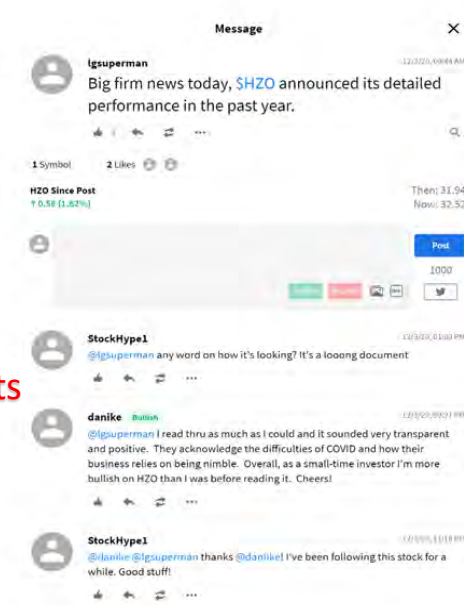 Message
lgsuperman
Big firm news today, $HZO announced its detailed
performance in the past year.
1 Symbol 2 Likes
HZO Since Post Then: 31.94
↑ 0.58 (1.82%) Now: 32.52
Post
1000
StockHype1
@lgsuperman any word on how it's looking? It's a looong document
ts
danike Bullish
@lgsuperman I read thru as much as I could and it sounded very transparent
and positive. They acknowledge the difficulties of COVID and how their
business relies on being nimble. Overall, as a small-time investor I'm more
bullish on HZO than I was before reading it. Cheers!
StockHype1
@danike @lgsuperman thanks @danike! I've been following this stock for a
while. Good stuff!